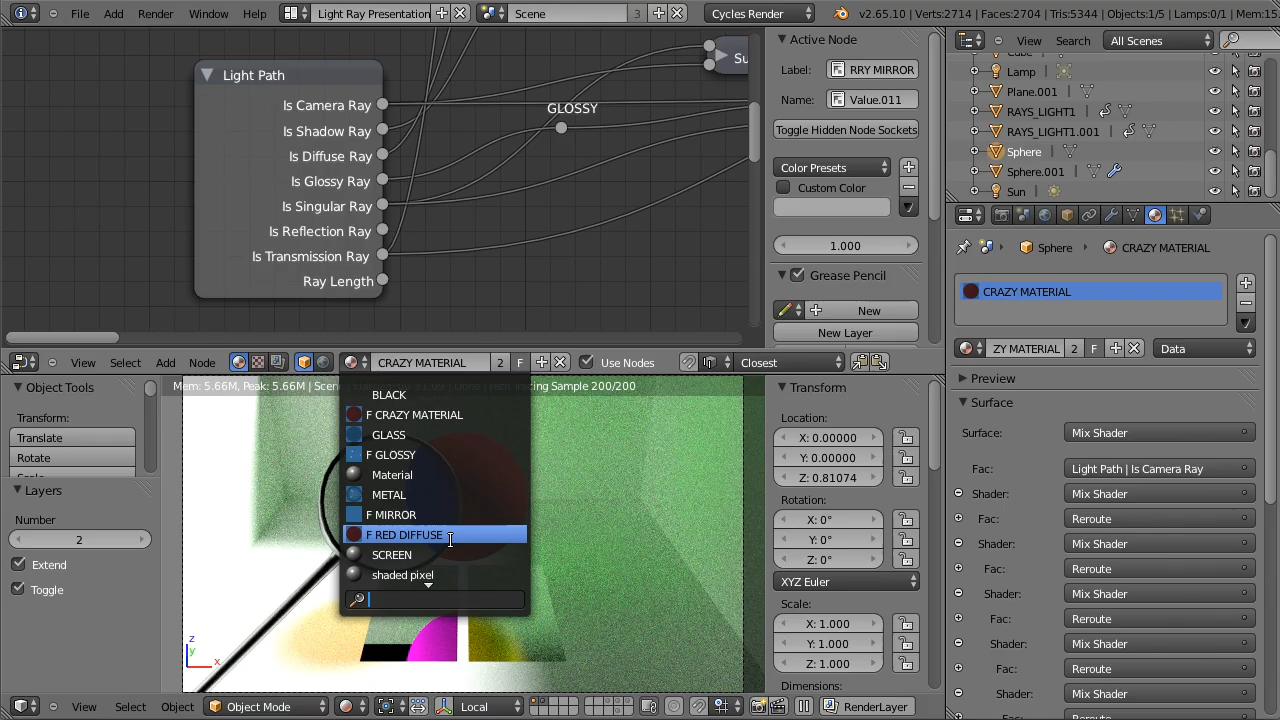 File Add Render Window Help Light Ray Presentation Scene 3 Cycles Render v2.65.10 | Verts:2714 | Faces:2704 | Tris:5344 | Objects:1/5 | Lamps:0/1 | Mem:15
Light Path
Is Camera Ray
Is Shadow Ray
Is Diffuse Ray
Is Glossy Ray
Is Singular Ray
Is Reflection Ray
Is Transmission Ray
Ray Length
GLOSSY
Su
Active Node
Label: RRY MIRROR
Name: Value.011
Toggle Hidden Node Sockets
Color Presets
Custom Color
1.000
Grease Pencil
New
New Layer
View Search All Scenes
Lamp
Plane.001
RAYS_LIGHT1
RAYS_LIGHT1.001
Sphere
Sphere.001
Sun
Sphere CRAZY MATERIAL
CRAZY MATERIAL
ZY MATERIAL 2 F Data
Preview
Surface
Surface: Mix Shader
Fac: Light Path | Is Camera Ray
Shader: Mix Shader
Fac: Reroute
Shader: Mix Shader
Fac: Reroute
Shader: Mix Shader
Fac: Reroute
Shader: Mix Shader
Fac: Reroute
Shader: Mix Shader
View Select Add Node CRAZY MATERIAL 2 F Use Nodes Closest
Object Tools
Transform:
Translate
Rotate
Layers
Number
2
Extend
Toggle
Mem: 5.66M, Peak: 5.66M | Scen
ing Sample 200/200
BLACK
F CRAZY MATERIAL
GLASS
F GLOSSY
Material
METAL
F MIRROR
F RED DIFFUSE
SCREEN
shaded pixel
z
y
x
Transform
Location:
X: 0.00000
Y: 0.00000
Z: 0.81074
Rotation:
X: 0°
Y: 0°
Z: 0°
XYZ Euler
Scale:
X: 1.000
Y: 1.000
Z: 1.000
Dimensions:
View Select Object Object Mode Local RenderLayer